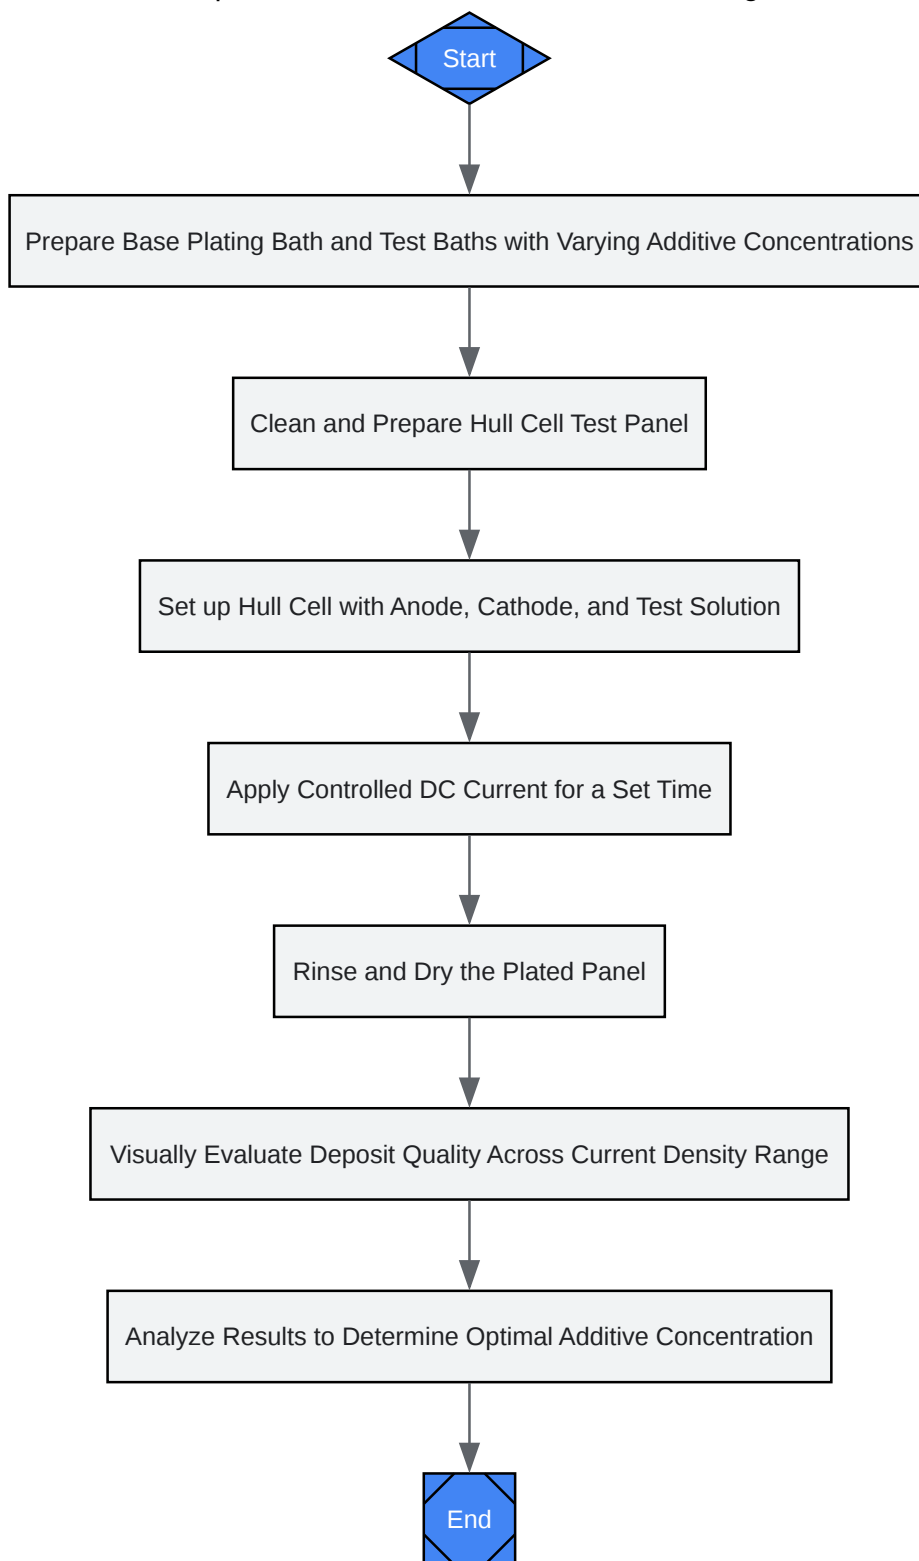 Start
Prepare Base Plating Bath and Test Baths with Varying Additive Concentrations
Clean and Prepare Hull Cell Test Panel
Set up Hull Cell with Anode, Cathode, and Test Solution
Apply Controlled DC Current for a Set Time
Rinse and Dry the Plated Panel
Visually Evaluate Deposit Quality Across Current Density Range
Analyze Results to Determine Optimal Additive Concentration
End